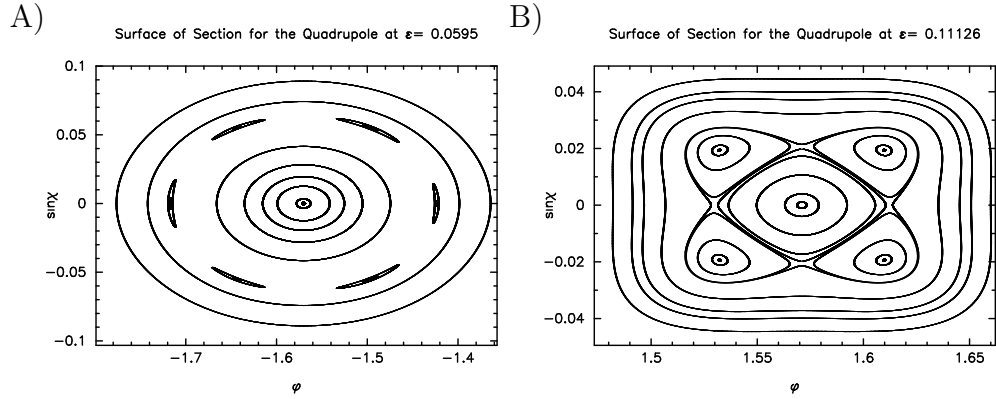 A)
Surface of Section for the Quadrupole at ε= 0.0595
0.1
0.05
0
−0.05
−0.1
sinχ
−1.7 −1.6 −1.5 −1.4
φ
B)
Surface of Section for the Quadrupole at ε= 0.11126
0.04
0.02
0
−0.02
−0.04
sinχ
1.5 1.55 1.6 1.65
φ